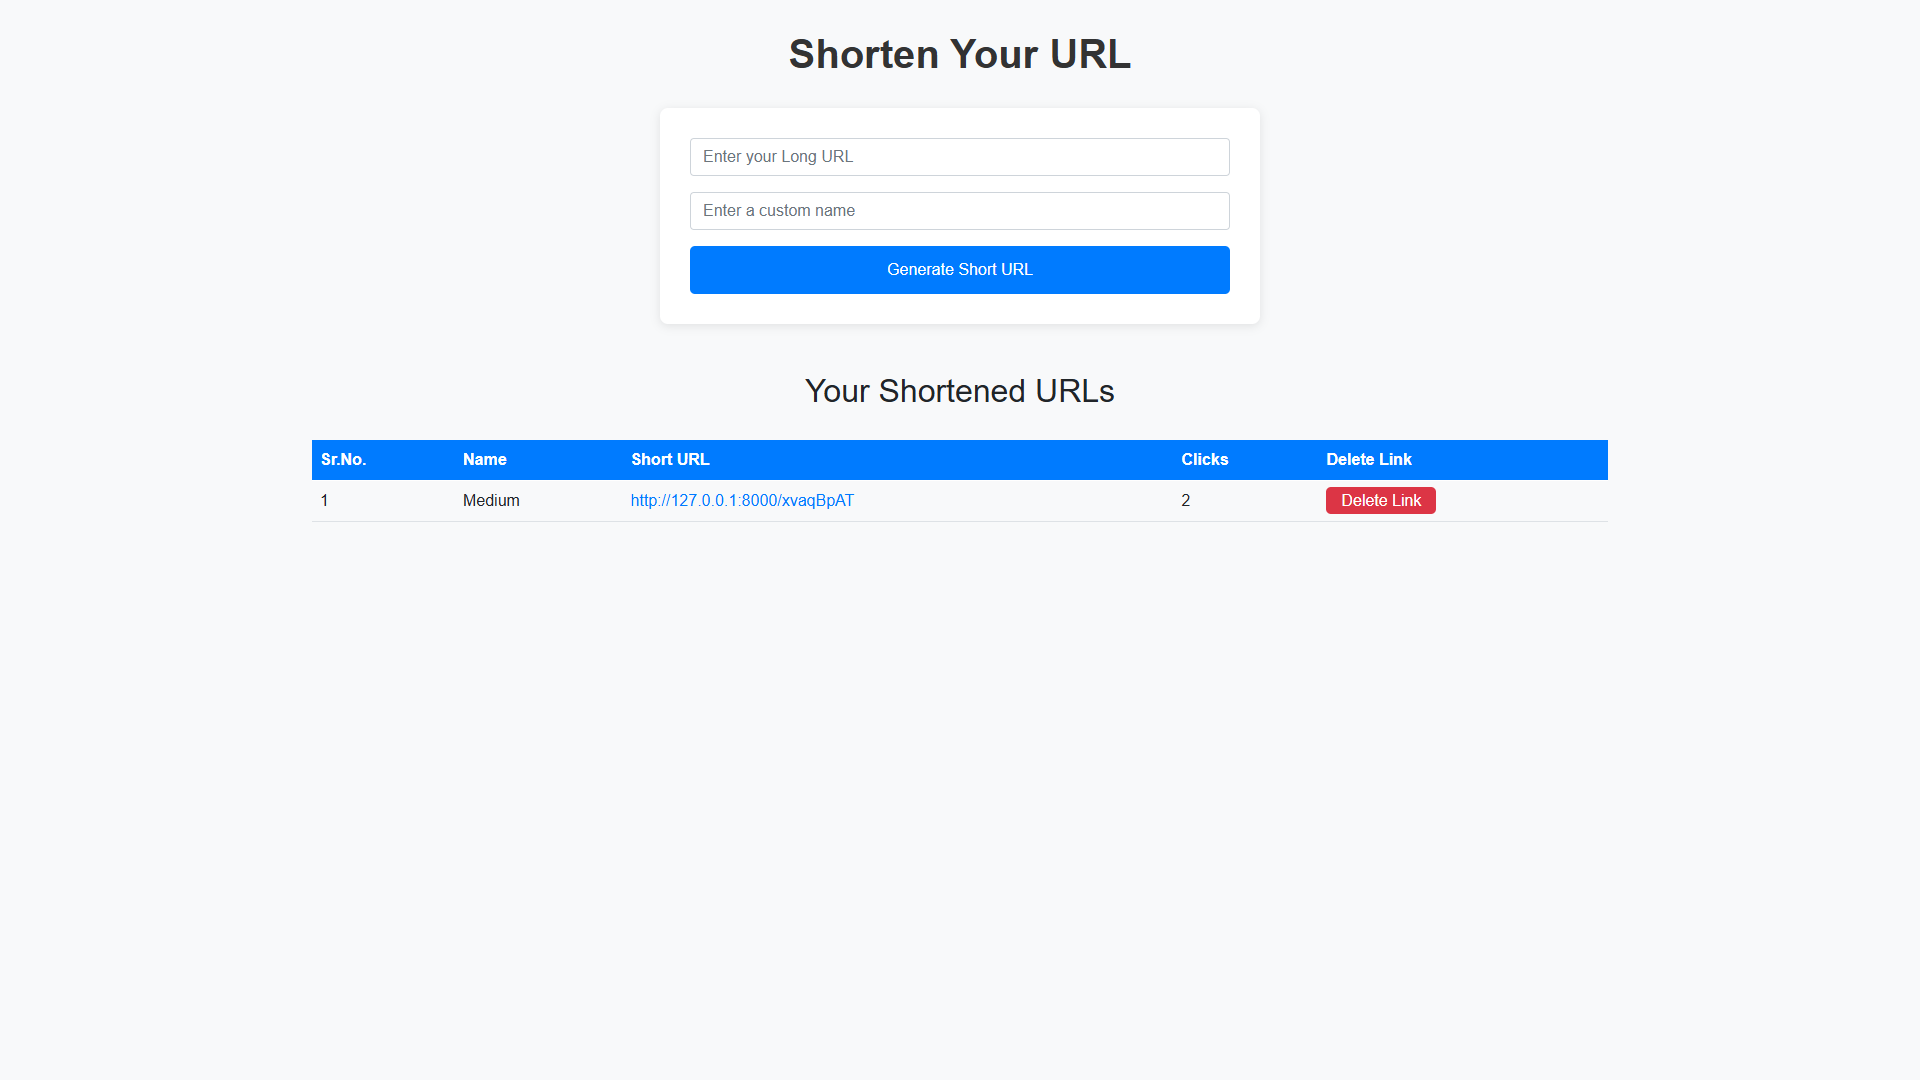 Shorten Your URL
Enter your Long URL
Enter a custom name
Generate Short URL
Your Shortened URLs
Sr.No. Name Short URL Clicks Delete Link
1 Medium http://127.0.0.1:8000/xvaqBpAT 2 Delete Link